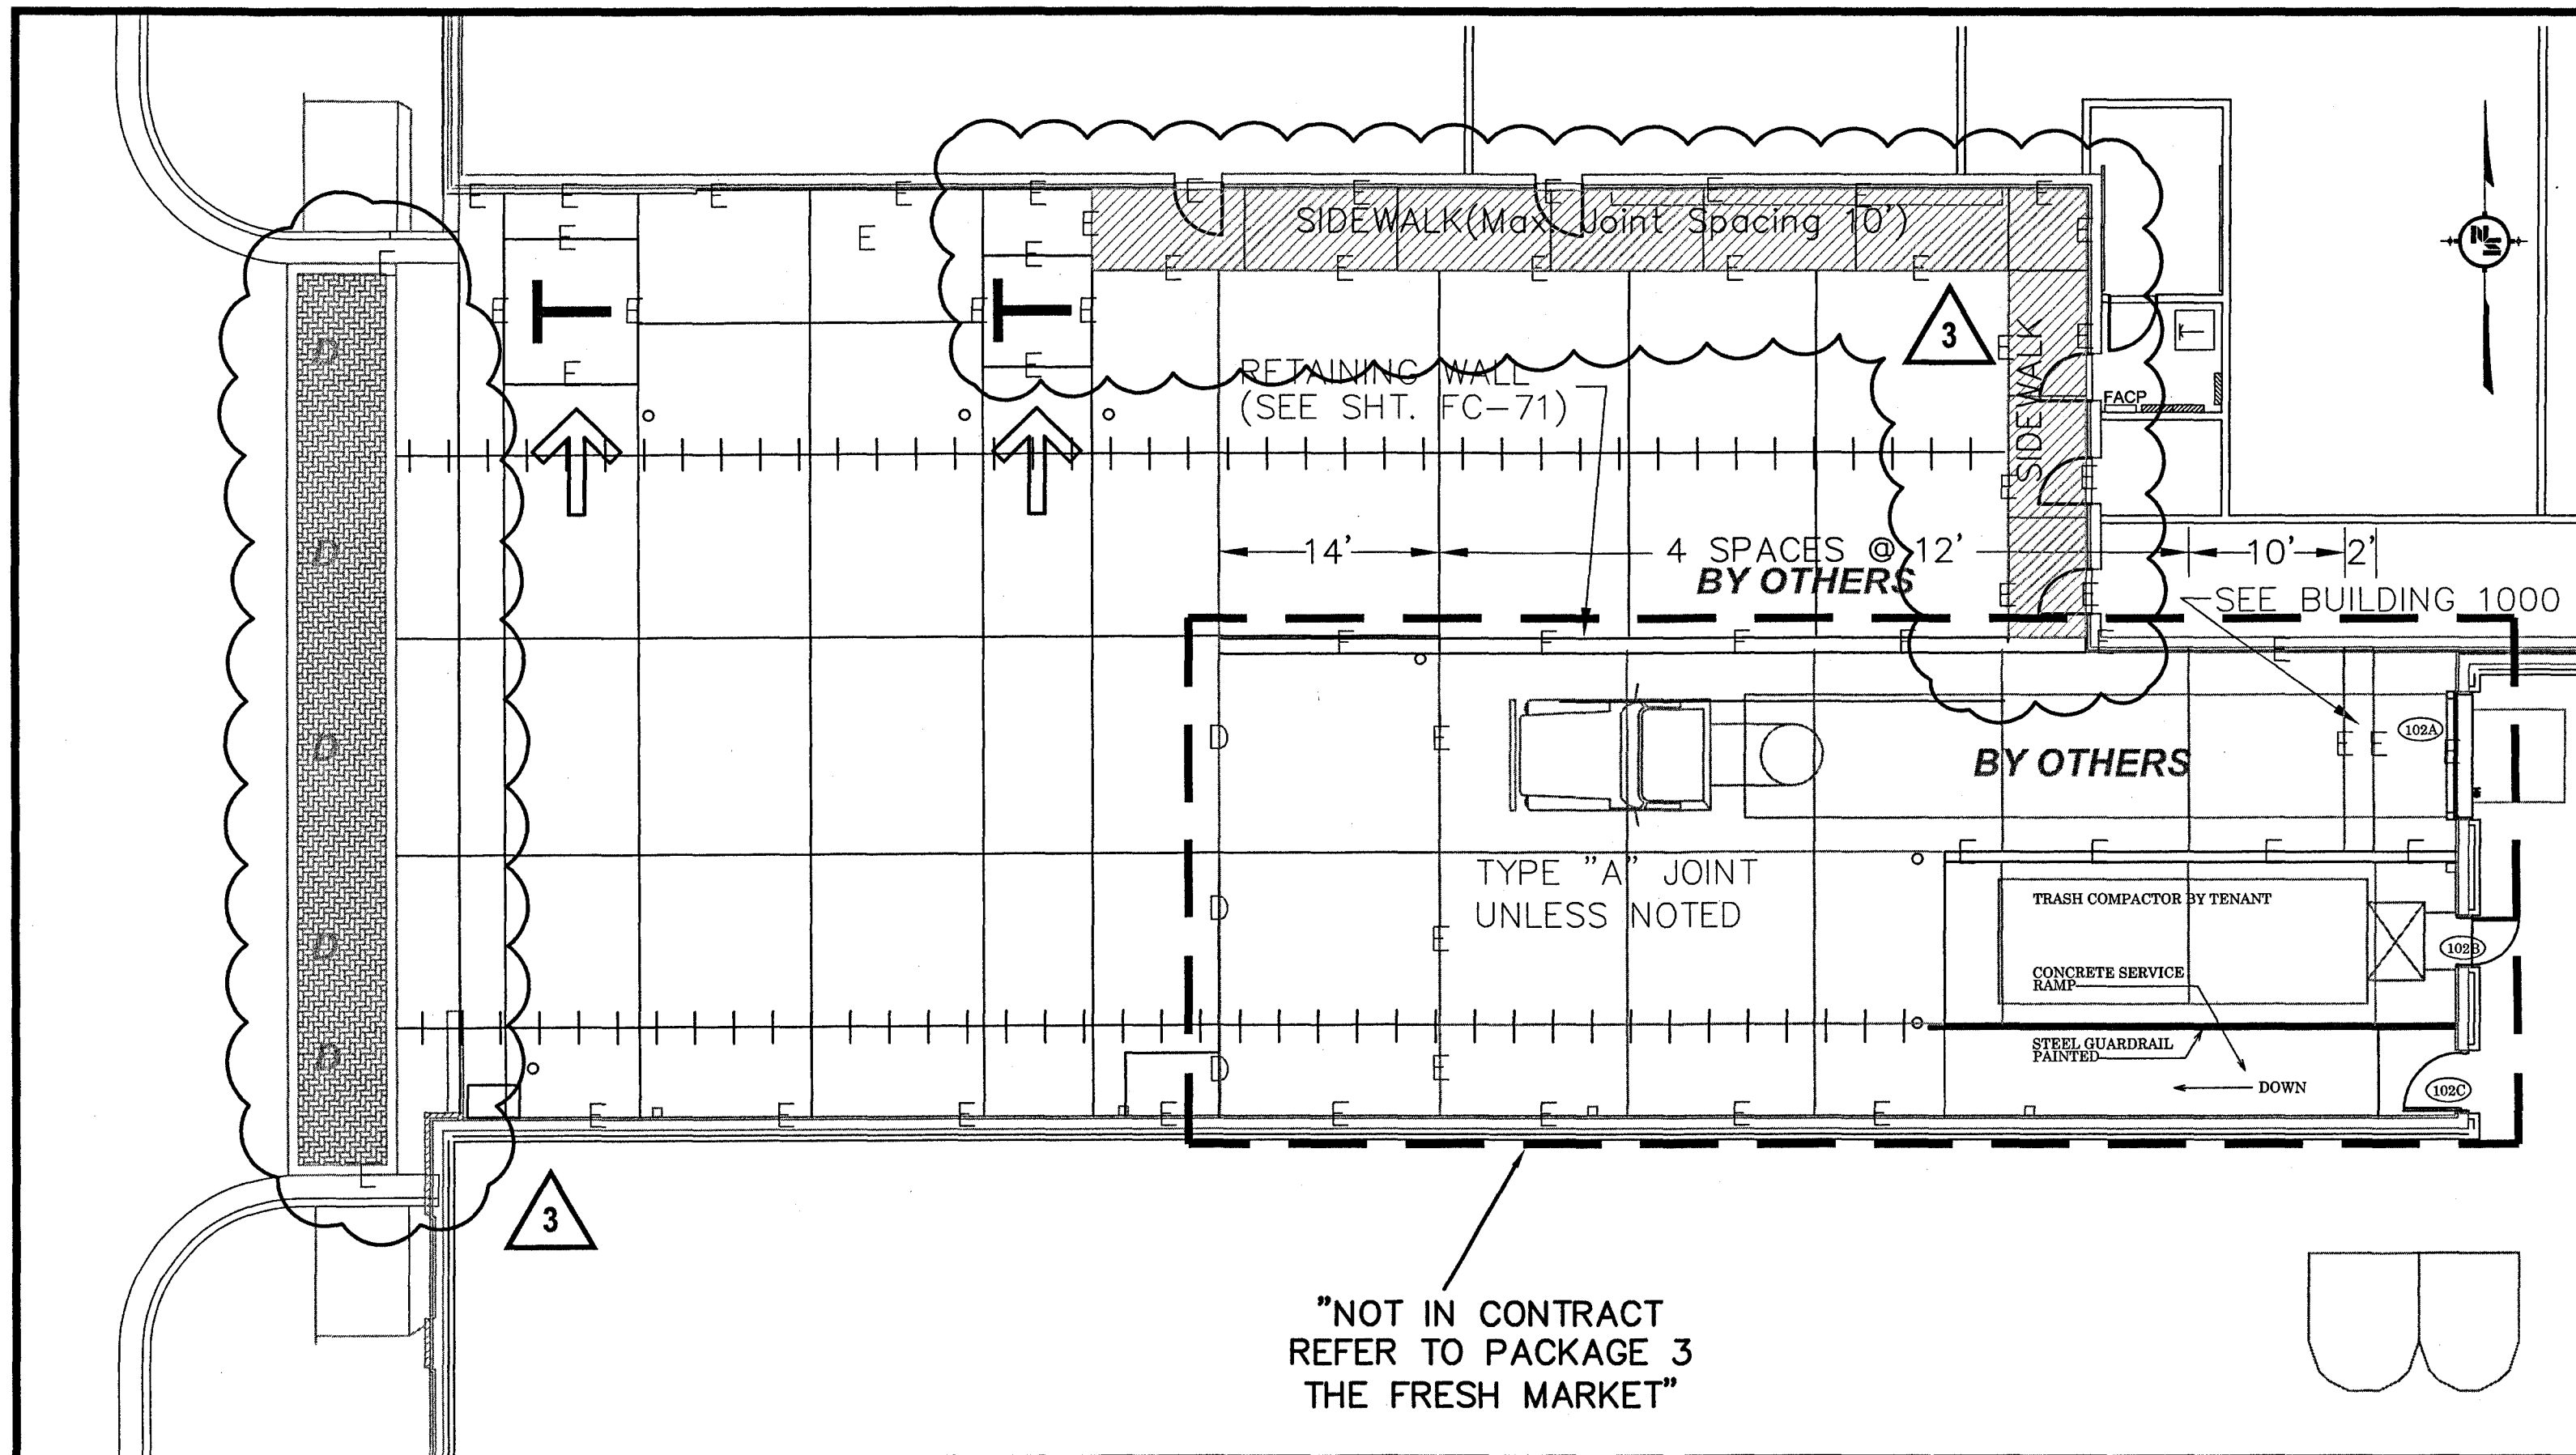 E E E E E E E E E E
SIDEWALK(Max. Joint Spacing 10')
E E E E E E
E E E E E E E E
N
S
T T T
E E E E
3
E E
SIDEWALK
RETAINING WALL
(SEE SHT. FC-71)
FACP
D
E E
14'
4 SPACES @ 12'
10'
2'
BY OTHERS
D
E E
SEE BUILDING 1000
E E E E E E
D D E E E E
102A
BY OTHERS
TYPE "A" JOINT
UNLESS NOTED
E E E E
TRASH COMPACTOR BY TENANT
D
D E
102B
CONCRETE SERVICE
RAMP
STEEL GUARDRAIL
PAINTED
DOWN
102C
D D E
E E E E E E E E
E
3
"NOT IN CONTRACT
REFER TO PACKAGE 3
THE FRESH MARKET"